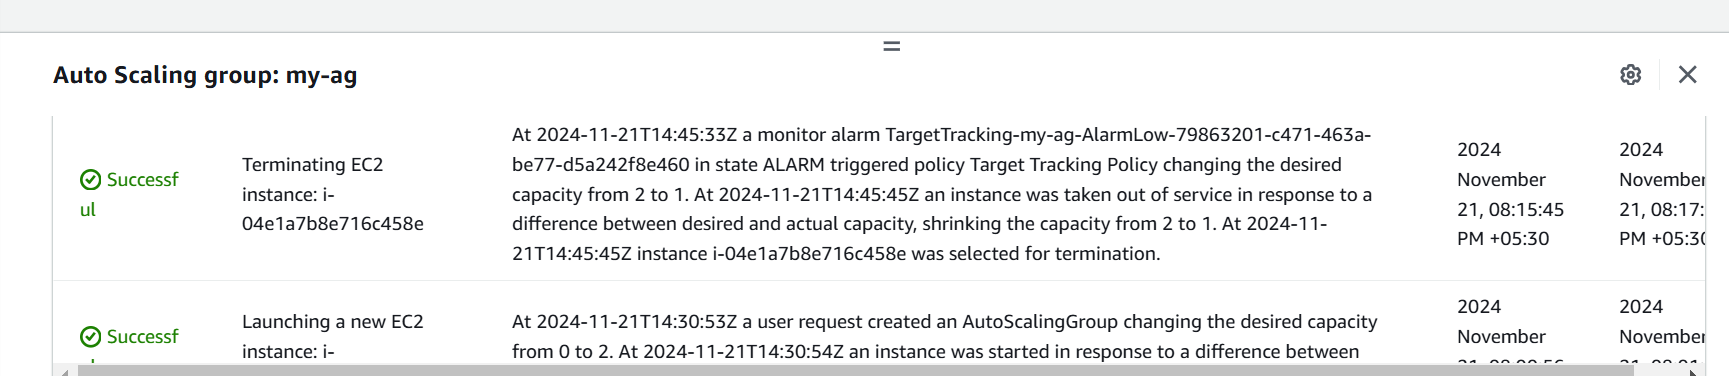 Auto Scaling group: my-ag
Successf
ul
Terminating EC2
instance: i-
04e1a7b8e716c458e
At 2024-11-21T14:45:33Z a monitor alarm TargetTracking-my-ag-AlarmLow-79863201-c471-463a-
be77-d5a242f8e460 in state ALARM triggered policy Target Tracking Policy changing the desired
capacity from 2 to 1. At 2024-11-21T14:45:45Z an instance was taken out of service in response to a
difference between desired and actual capacity, shrinking the capacity from 2 to 1. At 2024-11-
21T14:45:45Z instance i-04e1a7b8e716c458e was selected for termination.
2024
November
21, 08:15:45
PM +05:30
2024
November
21, 08:17:
PM +05:30
Successf
Launching a new EC2
instance: i-
At 2024-11-21T14:30:53Z a user request created an AutoScalingGroup changing the desired capacity
from 0 to 2. At 2024-11-21T14:30:54Z an instance was started in response to a difference between
2024
November
2024
November